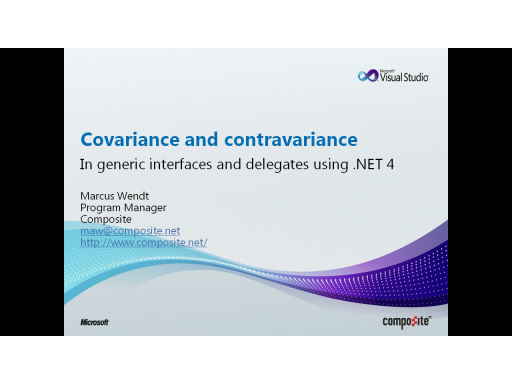 Microsoft
Visual Studio
Covariance and contravariance
In generic interfaces and delegates using .NET 4
Marcus Wendt
Program Manager
Composite
maw@composite.net
http://www.composite.net/
Microsoft
composite